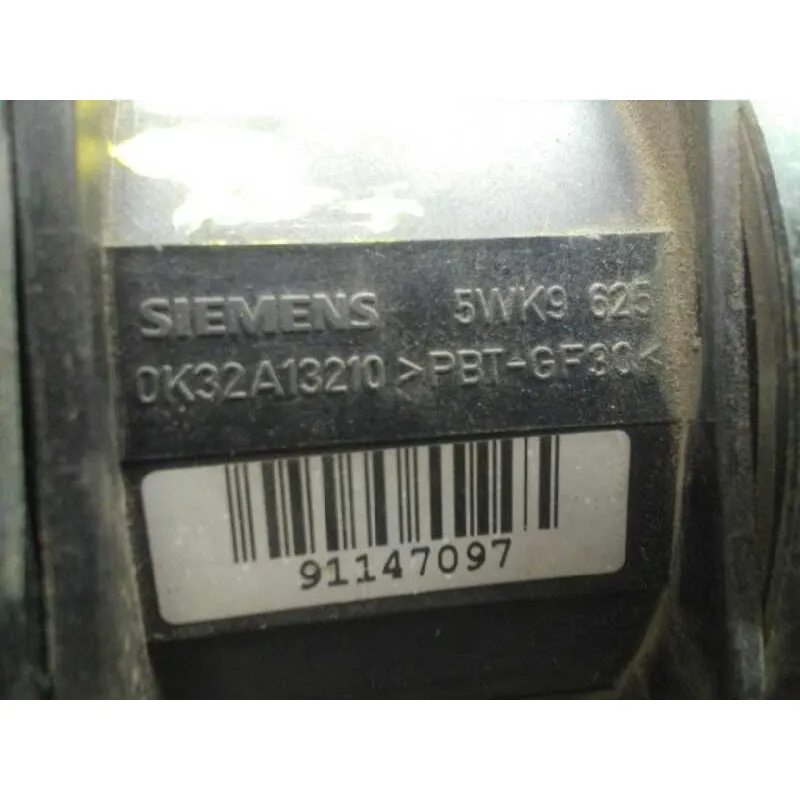 SIEMENS 5WK9 625
0K32A13210 >PBT-GF30<
91147097